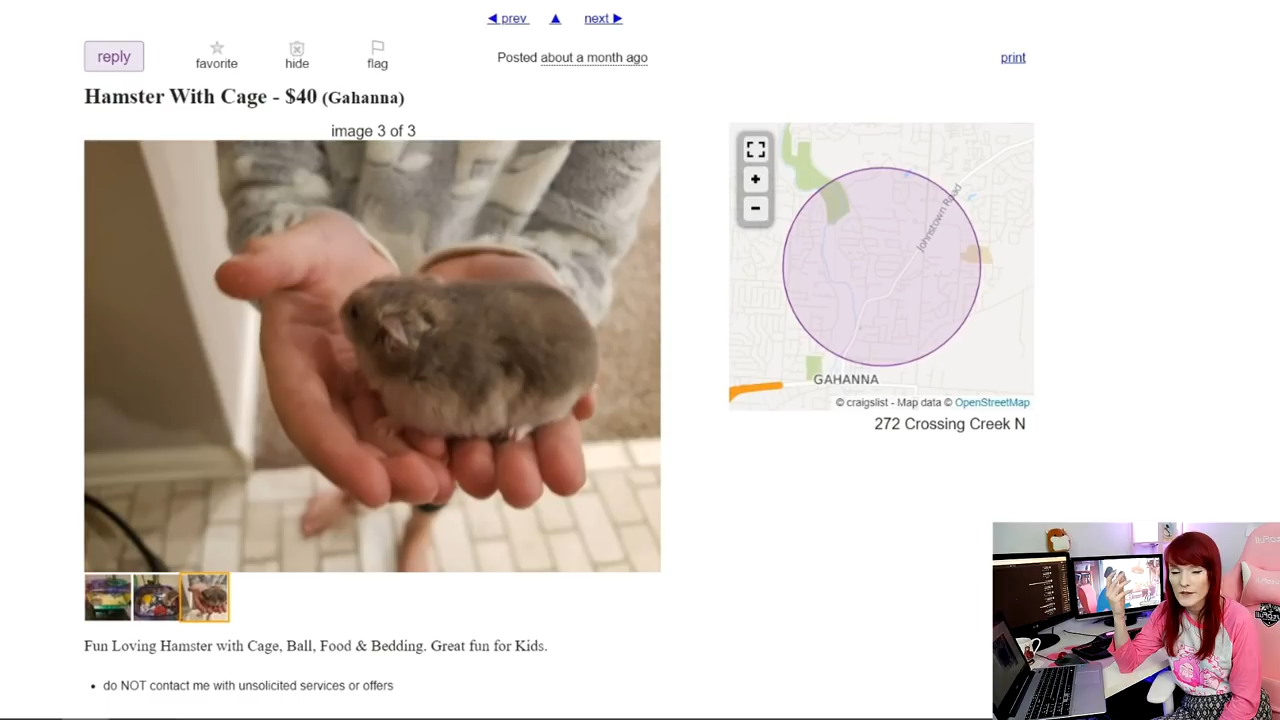 prev
next
reply
favorite
hide
flag
Posted about a month ago
print
Hamster With Cage - $40 (Gahanna)
image 3 of 3
Johnstown Road
GAHANNA
© craigslist - Map data © OpenStreetMap
272 Crossing Creek N
Fun Loving Hamster with Cage, Ball, Food & Bedding. Great fun for Kids.
do NOT contact me with unsolicited services or offers